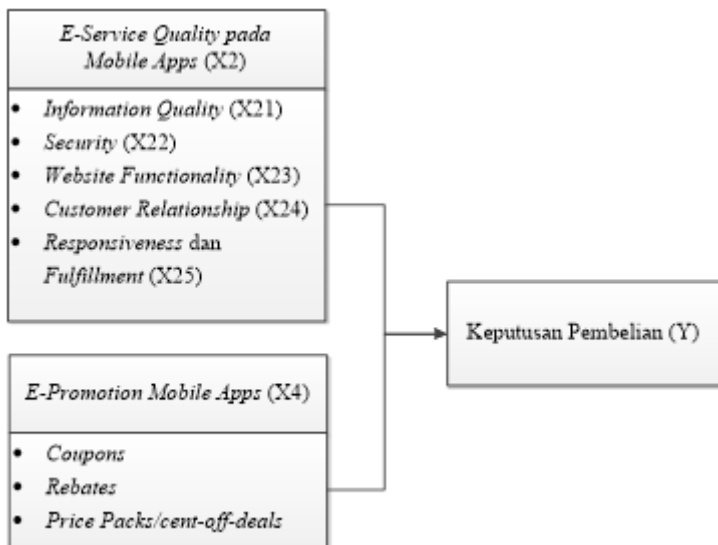 E-Service Quality pada
Mobile Apps (X2)
• Information Quality (X21)
• Security (X22)
• Website Functionality (X23)
• Customer Relationship (X24)
• Responsiveness dan
Fulfillment (X25)
Keputusan Pembelian (Y)
E-Promotion Mobile Apps (X4)
• Coupons
• Rebates
• Price Packs/cent-off-deals